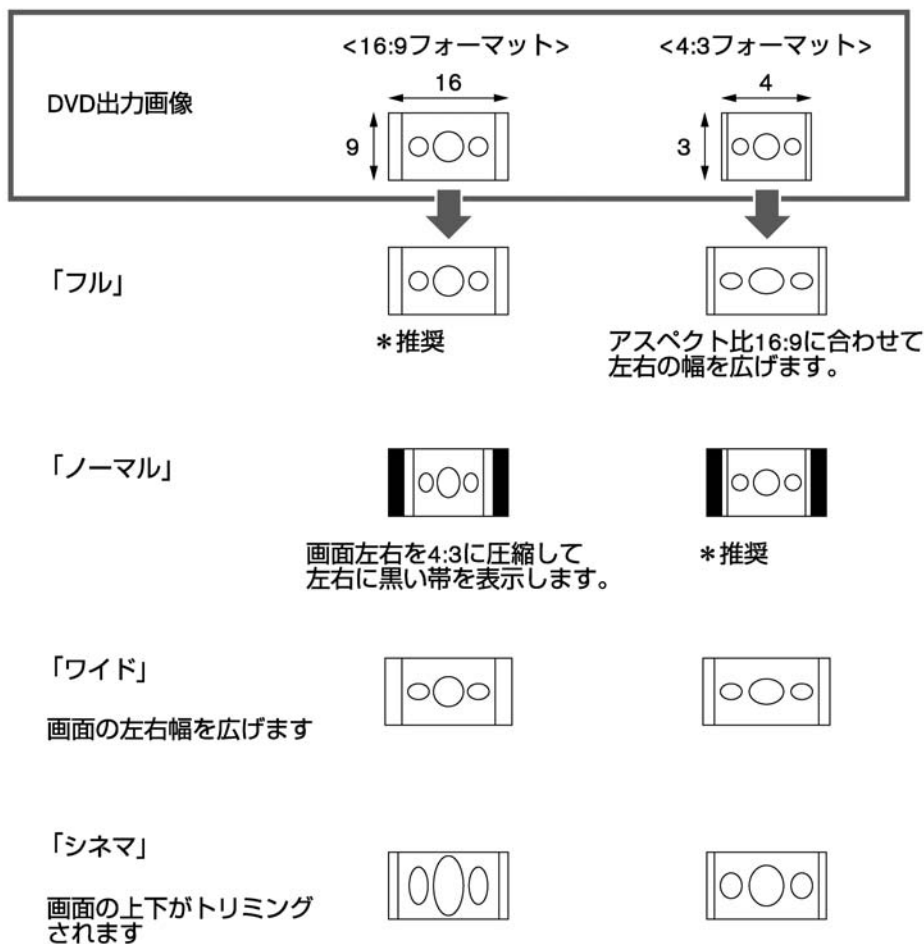 <16:9フォーマット>
<4:3フォーマット>
DVD出力画像
16
9
4
3
「フル」
*推奨
アスペクト比16:9に合わせて
左右の幅を広げます。
「ノーマル」
画面左右を4:3に圧縮して
左右に黒い帯を表示します。
*推奨
「ワイド」
画面の左右幅を広げます
「シネマ」
画面の上下がトリミング
されます